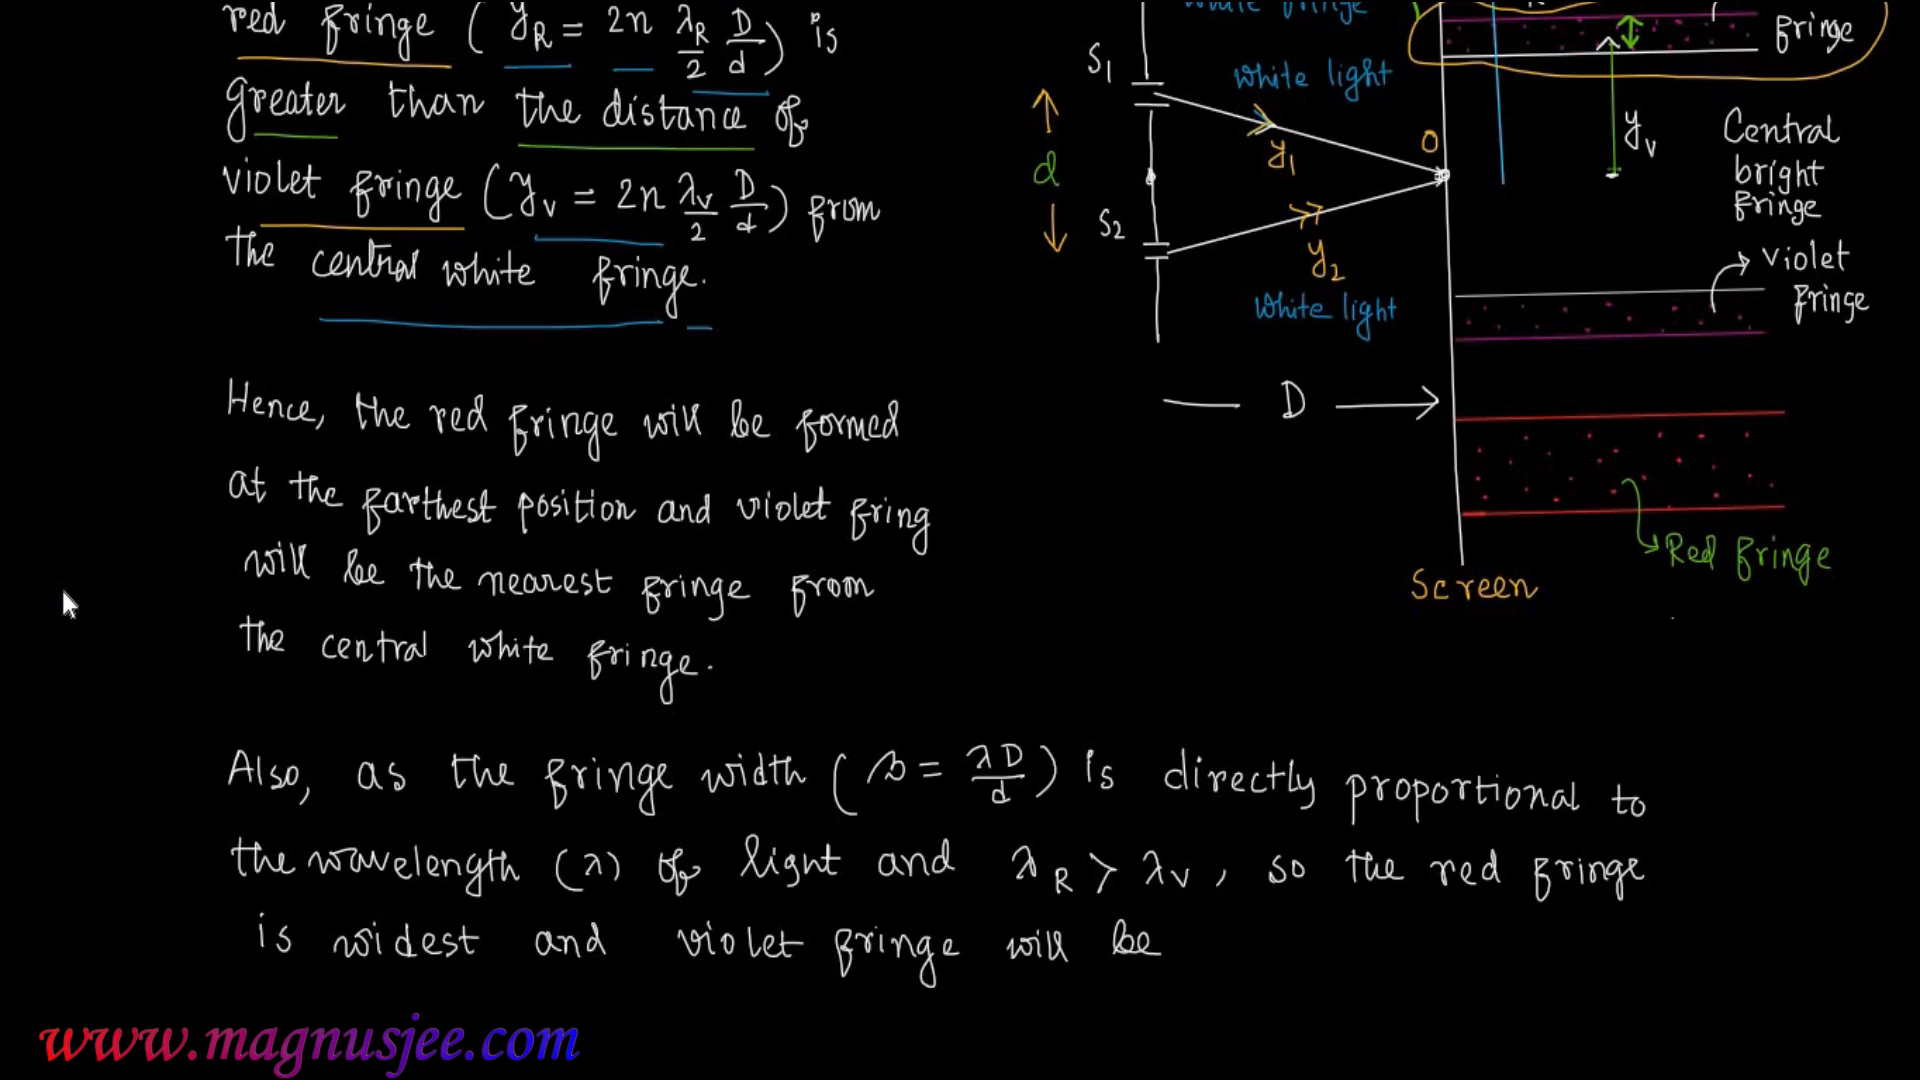 red fringe ( y_R = 2n λ_R/2 D/d ) is
greater than the distance of
violet fringe ( y_v = 2n λ_v/2 D/d ) from
the central white fringe.
Hence, the red fringe will be formed
at the farthest position and violet fring
will be the nearest fringe from
the central white fringe.
Also, as the fringe width ( β = λD/d ) is directly proportional to
the wavelength (λ) of light and λ_R > λ_v, so the red fringe
is widest and violet fringe will be
white fringe
fringe
S1
white light
O
y_v
Central
bright
fringe
d
y1
S2
y2
white light
violet
fringe
D
Red fringe
Screen
www.magnusjee.com